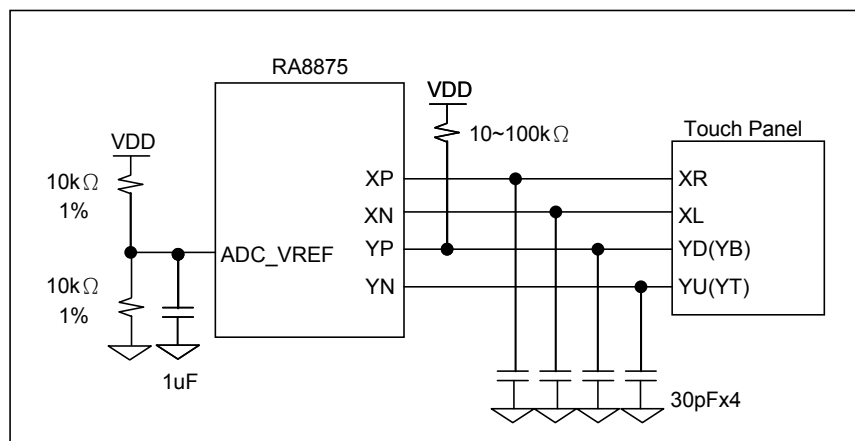 RA8875
VDD
10~100kΩ
Touch Panel
VDD
10kΩ
1%
XP
XR
XN
XL
ADC_VREF
YP
YD(YB)
10kΩ
1%
YN
YU(YT)
1uF
30pFx4